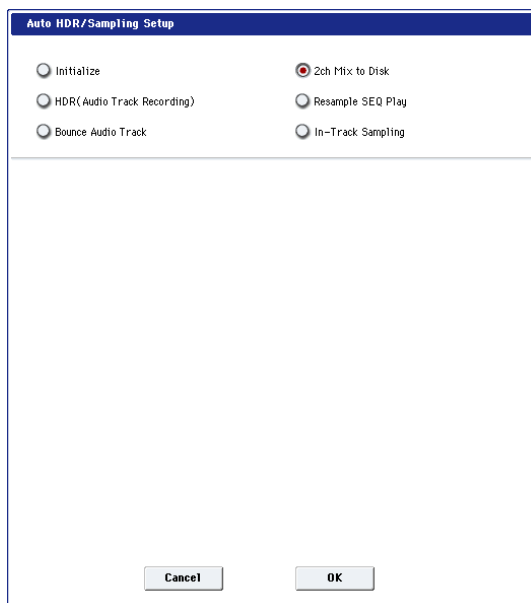 Auto HDR/Sampling Setup
Initialize
2ch Mix to Disk
HDR(Audio Track Recording)
Resample SEQ Play
Bounce Audio Track
In-Track Sampling
Cancel
OK